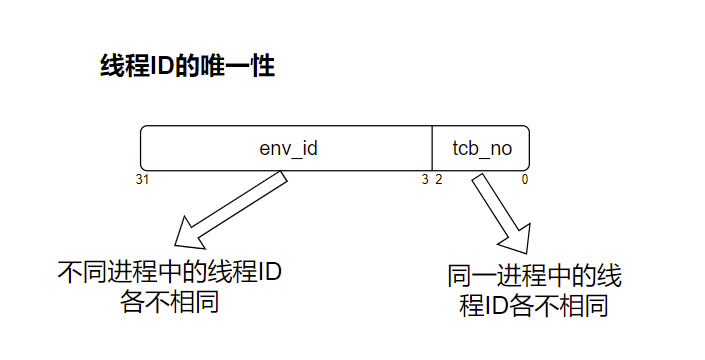 线程ID的唯一性
env_id tcb_no
31 3 2 0
不同进程中的线程ID
各不相同
同一进程中的线
程ID各不相同